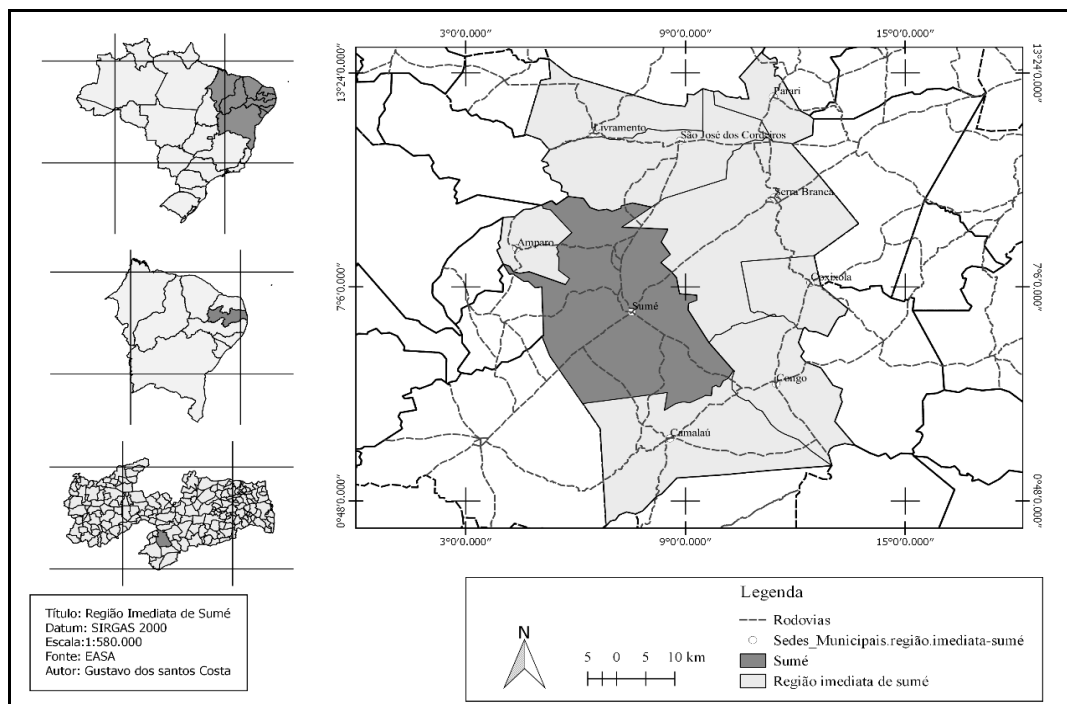 3°0'0.000"
9°0'0.000"
15°0'0.000"
13°24'0.000"
13°24'0.000"
Parari
Livramento
São José dos Cordeiros
Serra Branca
Amparo
Coxixola
7°6'0.000"
7°6'0.000"
Sumé
Congo
Camalaú
0°48'0.000"
0°48'0.000"
3°0'0.000"
9°0'0.000"
15°0'0.000"
Título: Região Imediata de Sumé
Datum: SIRGAS 2000
Escala:1:580.000
Fonte: EASA
Autor: Gustavo dos santos Costa
N
5 0 5 10 km
Legenda
Rodovias
Sedes_Municipais.região.imediata-sumé
Sumé
Região imediata de sumé